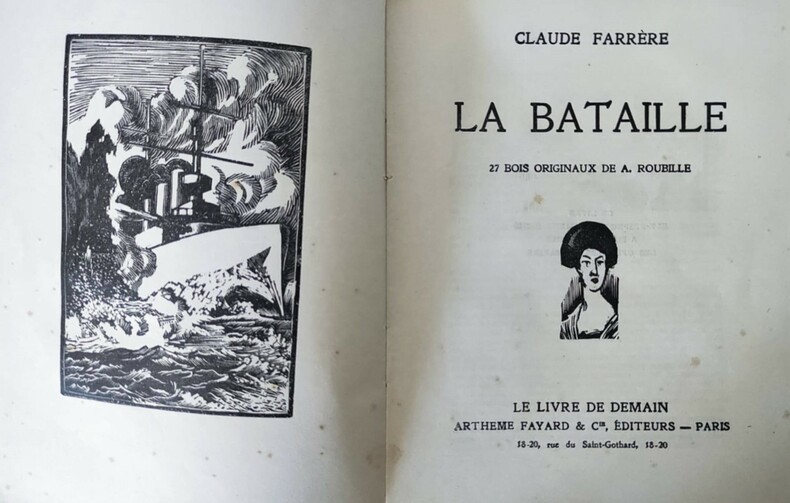 CLAUDE FARRÈRE
LA BATAILLE
27 BOIS ORIGINAUX DE A. ROUBILLE
LE LIVRE DE DEMAIN
ARTHEME FAYARD & Cie, ÉDITEURS — PARIS
18-20, rue du Saint-Gothard, 18-20